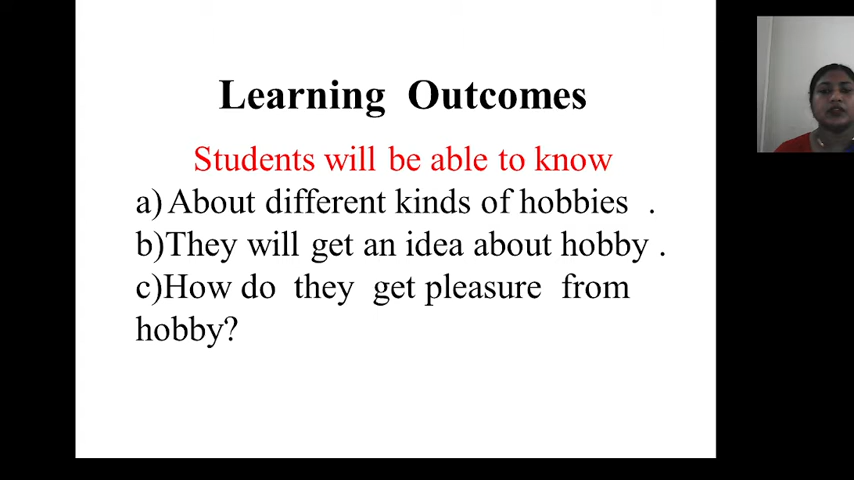 Learning Outcomes
Students will be able to know
a) About different kinds of hobbies .
b)They will get an idea about hobby .
c)How do they get pleasure from
hobby?